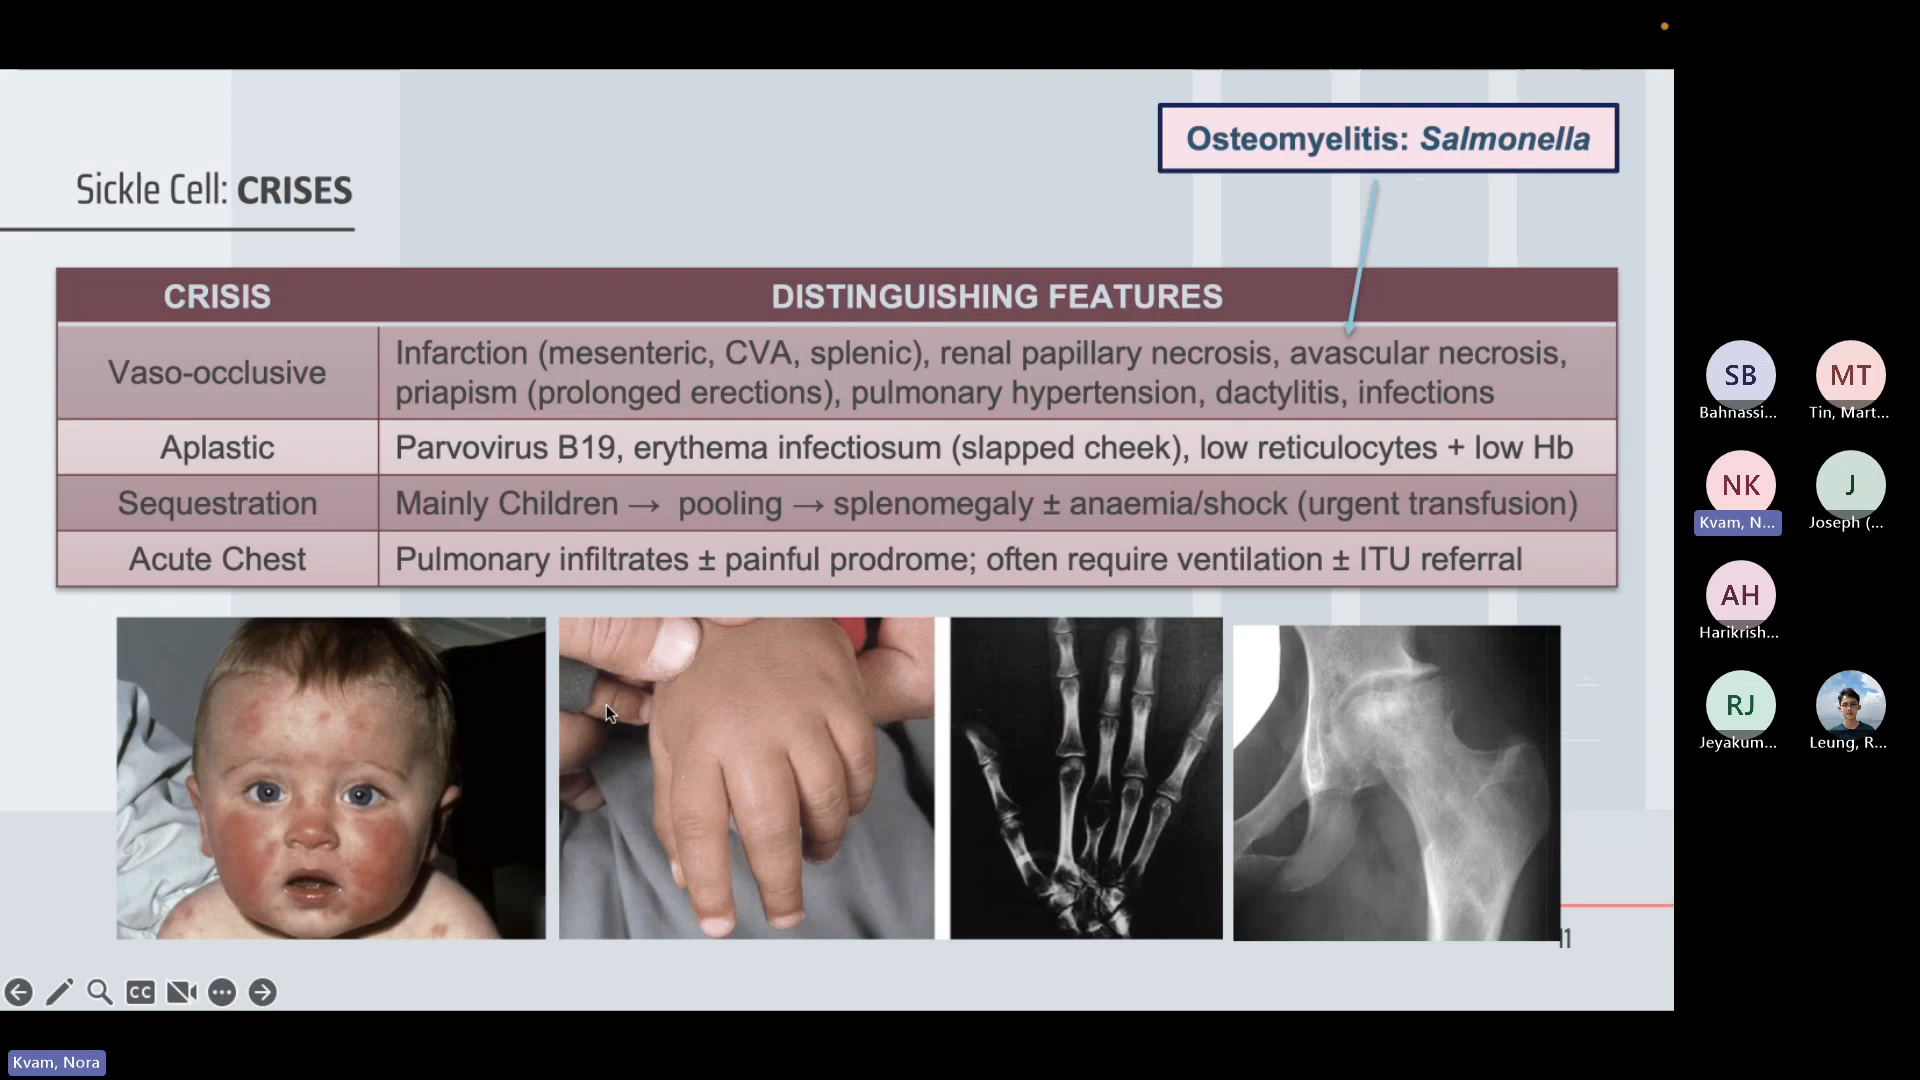 Osteomyelitis: Salmonella
Sickle Cell: CRISES
CRISIS
DISTINGUISHING FEATURES
Vaso-occlusive
Infarction (mesenteric, CVA, splenic), renal papillary necrosis, avascular necrosis,
priapism (prolonged erections), pulmonary hypertension, dactylitis, infections
Aplastic
Parvovirus B19, erythema infectiosum (slapped cheek), low reticulocytes + low Hb
Sequestration
Mainly Children → pooling → splenomegaly ± anaemia/shock (urgent transfusion)
Acute Chest
Pulmonary infiltrates ± painful prodrome; often require ventilation ± ITU referral
11
CC
Kvam, Nora
SB
Bahnassi...
MT
Tin, Mart...
NK
Kvam, N...
J
Joseph (...
AH
Harikrish...
RJ
Jeyakum...
Leung, R...